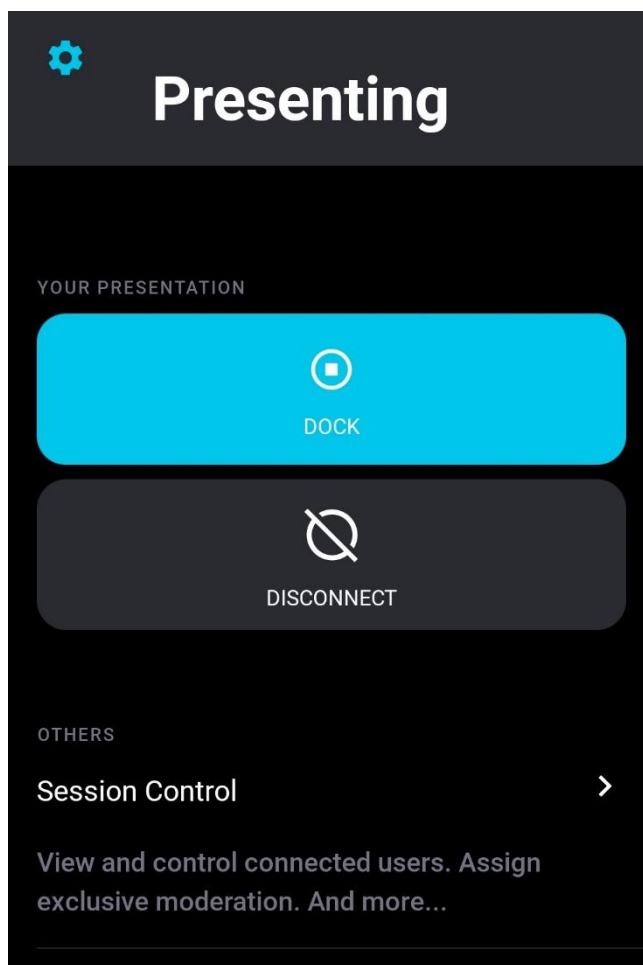 Presenting
YOUR PRESENTATION
DOCK
DISCONNECT
OTHERS
Session Control
View and control connected users. Assign
exclusive moderation. And more...